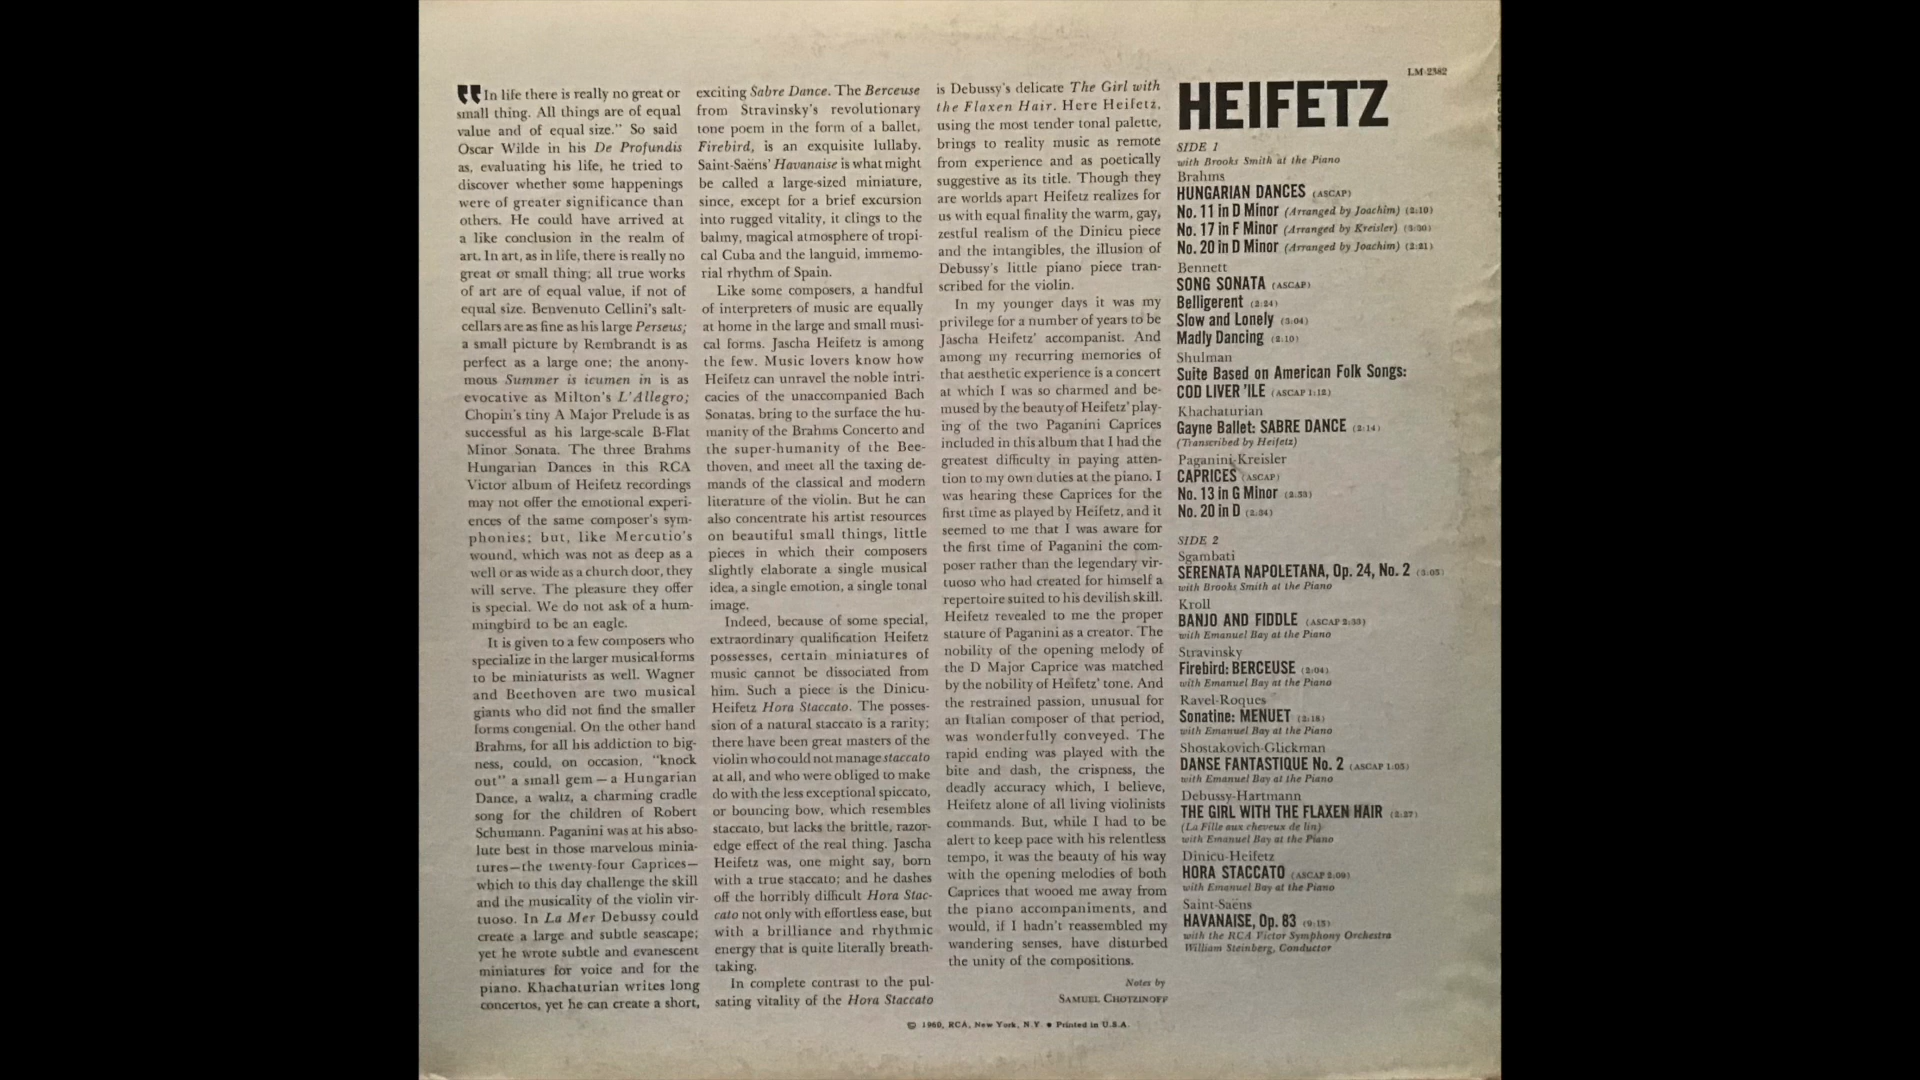 "In life there is really no great or
small thing. All things are of equal
value and of equal size." So said
Oscar Wilde in his De Profundis
as, evaluating his life, he tried to
discover whether some happenings
were of greater significance than
others. He could have arrived at
a like conclusion in the realm of
art. In art, as in life, there is really no
great or small thing; all true works
of art are of equal value, if not of
equal size. Benvenuto Cellini's salt-
cellars are as fine as his large Perseus;
a small picture by Rembrandt is as
perfect as a large one; the anony-
mous Summer is icumen in is as
evocative as Milton's L'Allegro;
Chopin's tiny A Major Prelude is as
successful as his large-scale B-Flat
Minor Sonata. The three Brahms
Hungarian Dances in this RCA
Victor album of Heifetz recordings
may not offer the emotional experi-
ences of the same composer's sym-
phonies; but, like Mercutio's
wound, which was not as deep as a
well or as wide as a church door, they
will serve. The pleasure they offer
is special. We do not ask of a hum-
mingbird to be an eagle.
It is given to a few composers who
specialize in the larger musical forms
to be miniaturists as well. Wagner
and Beethoven are two musical
giants who did not find the smaller
forms congenial. On the other hand
Brahms, for all his addiction to big-
ness, could, on occasion, "knock
out" a small gem — a Hungarian
Dance, a waltz, a charming cradle
song for the children of Robert
Schumann. Paganini was at his abso-
lute best in those marvelous minia-
tures—the twenty-four Caprices—
which to this day challenge the skill
and the musicality of the violin vir-
tuoso. In La Mer Debussy could
create a large and subtle seascape;
yet he wrote subtle and evanescent
miniatures for voice and for the
piano. Khachaturian writes long
concertos, yet he can create a short,
exciting Sabre Dance. The Berceuse
from Stravinsky's revolutionary
tone poem in the form of a ballet,
Firebird, is an exquisite lullaby.
Saint-Saëns' Havanaise is what might
be called a large-sized miniature,
since, except for a brief excursion
into rugged vitality, it clings to the
balmy, magical atmosphere of tropi-
cal Cuba and the languid, immemo-
rial rhythm of Spain.
Like some composers, a handful
of interpreters of music are equally
at home in the large and small musi-
cal forms. Jascha Heifetz is among
the few. Music lovers know how
Heifetz can unravel the noble intri-
cacies of the unaccompanied Bach
Sonatas, bring to the surface the hu-
manity of the Brahms Concerto and
the super-humanity of the Bee-
thoven, and meet all the taxing de-
mands of the classical and modern
literature of the violin. But he can
also concentrate his artist resources
on beautiful small things, little
pieces in which their composers
slightly elaborate a single musical
idea, a single emotion, a single tonal
image.
Indeed, because of some special,
extraordinary qualification Heifetz
possesses, certain miniatures of
music cannot be dissociated from
him. Such a piece is the Dinicu-
Heifetz Hora Staccato. The posses-
sion of a natural staccato is a rarity;
there have been great masters of the
violin who could not manage staccato
at all, and who were obliged to make
do with the less exceptional spiccato,
or bouncing bow, which resembles
staccato, but lacks the brittle, razor-
edge effect of the real thing. Jascha
Heifetz was, one might say, born
with a true staccato; and he dashes
off the horribly difficult Hora Stac-
cato not only with effortless ease, but
with a brilliance and rhythmic
energy that is quite literally breath-
taking.
In complete contrast to the pul-
sating vitality of the Hora Staccato
is Debussy's delicate The Girl with
the Flaxen Hair. Here Heifetz,
using the most tender tonal palette,
brings to reality music as remote
from experience and as poetically
suggestive as its title. Though they
are worlds apart Heifetz realizes for
us with equal finality the warm, gay,
zestful realism of the Dinicu piece
and the intangibles, the illusion of
Debussy's little piano piece tran-
scribed for the violin.
In my younger days it was my
privilege for a number of years to be
Jascha Heifetz' accompanist. And
among my recurring memories of
that aesthetic experience is a concert
at which I was so charmed and be-
mused by the beauty of Heifetz' play-
ing of the two Paganini Caprices
included in this album that I had the
greatest difficulty in paying atten-
tion to my own duties at the piano. I
was hearing these Caprices for the
first time as played by Heifetz, and it
seemed to me that I was aware for
the first time of Paganini the com-
poser rather than the legendary vir-
tuoso who had created for himself a
repertoire suited to his devilish skill.
Heifetz revealed to me the proper
stature of Paganini as a creator. The
nobility of the opening melody of
the D Major Caprice was matched
by the nobility of Heifetz' tone. And
the restrained passion, unusual for
an Italian composer of that period,
was wonderfully conveyed. The
rapid ending was played with the
bite and dash, the crispness, the
deadly accuracy which, I believe,
Heifetz alone of all living violinists
commands. But, while I had to be
alert to keep pace with his relentless
tempo, it was the beauty of his way
with the opening melodies of both
Caprices that wooed me away from
the piano accompaniments, and
would, if I hadn't reassembled my
wandering senses, have disturbed
the unity of the compositions.
Notes by
SAMUEL CHOTZINOFF
LM-2382
HEIFETZ
SIDE 1
with Brooks Smith at the Piano
Brahms
HUNGARIAN DANCES (ASCAP)
No. 11 in D Minor (Arranged by Joachim) (2:10)
No. 17 in F Minor (Arranged by Kreisler) (3:30)
No. 20 in D Minor (Arranged by Joachim) (2:21)
Bennett
SONG SONATA (ASCAP)
Belligerent (2:24)
Slow and Lonely (3:04)
Madly Dancing (2:10)
Shulman
Suite Based on American Folk Songs:
COD LIVER 'ILE (ASCAP 1:12)
Khachaturian
Gayne Ballet: SABRE DANCE (2:14)
(Transcribed by Heifetz)
Paganini-Kreisler
CAPRICES (ASCAP)
No. 13 in G Minor (2:53)
No. 20 in D (2:34)
SIDE 2
Sgambati
SERENATA NAPOLETANA, Op. 24, No. 2 (3:05)
with Brooks Smith at the Piano
Kroll
BANJO AND FIDDLE (ASCAP 2:33)
with Emanuel Bay at the Piano
Stravinsky
Firebird: BERCEUSE (2:04)
with Emanuel Bay at the Piano
Ravel-Roques
Sonatine: MENUET (2:18)
with Emanuel Bay at the Piano
Shostakovich-Glickman
DANSE FANTASTIQUE No. 2 (ASCAP 1:05)
with Emanuel Bay at the Piano
Debussy-Hartmann
THE GIRL WITH THE FLAXEN HAIR (2:27)
(La Fille aux cheveux de lin)
with Emanuel Bay at the Piano
Dinicu-Heifetz
HORA STACCATO (ASCAP 2:09)
with Emanuel Bay at the Piano
Saint-Saëns
HAVANAISE, Op. 83 (9:15)
with the RCA Victor Symphony Orchestra
William Steinberg, Conductor
© 1960, RCA, New York, N.Y. • Printed in U.S.A.